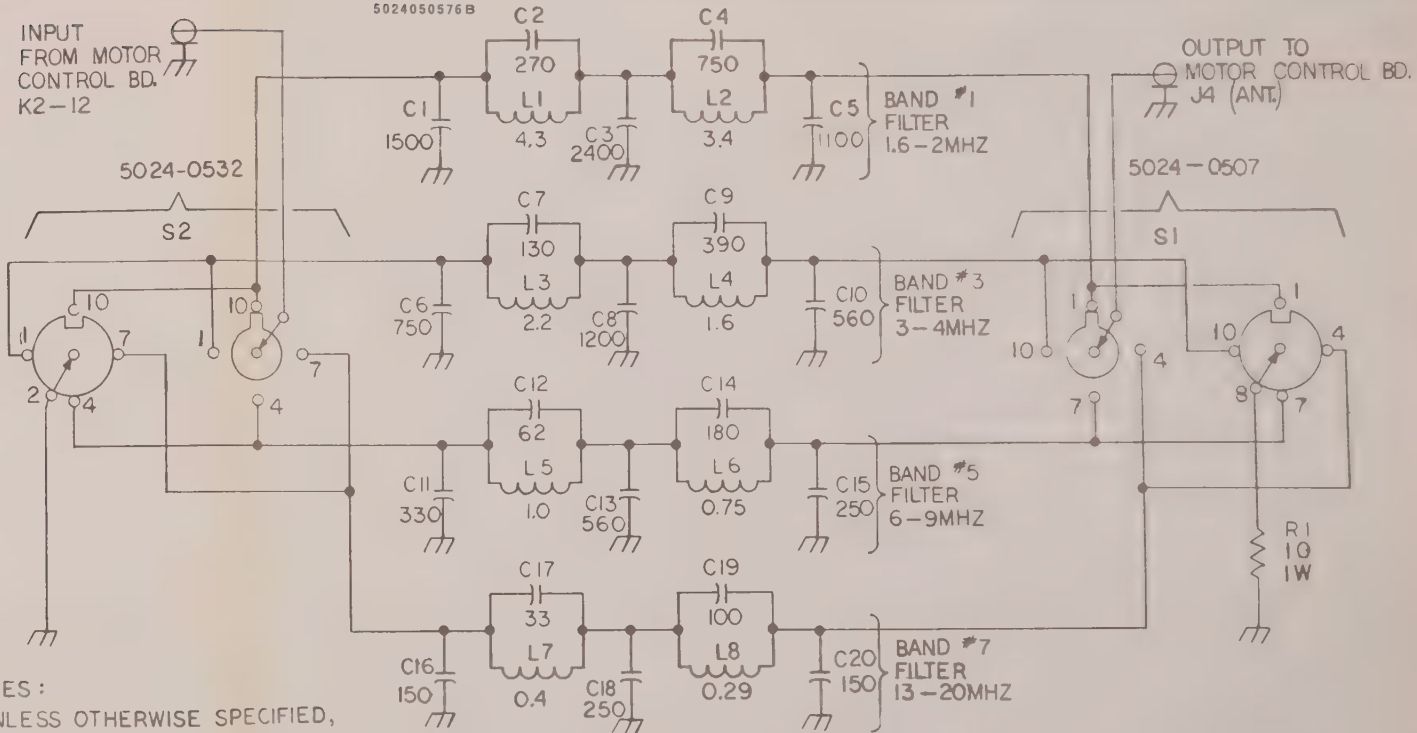 5024050576B
INPUT
FROM MOTOR
CONTROL BD.
K2-12
OUTPUT TO
MOTOR CONTROL BD.
J4 (ANT.)
C2
270
L1
4.3
C4
750
L2
3.4
C1
1500
C3
2400
C5
1100
BAND #1
FILTER
1.6-2MHZ
5024-0532
S2
5024-0507
S1
C7
130
L3
2.2
C9
390
L4
1.6
C6
750
C8
1200
C10
560
BAND #3
FILTER
3-4MHZ
10
1
7
2
4
10
1
7
4
1
10
4
7
1
10
4
8
7
C12
62
L5
1.0
C14
180
L6
0.75
C11
330
C13
560
C15
250
BAND #5
FILTER
6-9MHZ
R1
10
1W
C17
33
L7
0.4
C19
100
L8
0.29
C16
150
C18
250
C20
150
BAND #7
FILTER
13-20MHZ
ES:
NLESS OTHERWISE SPECIFIED,